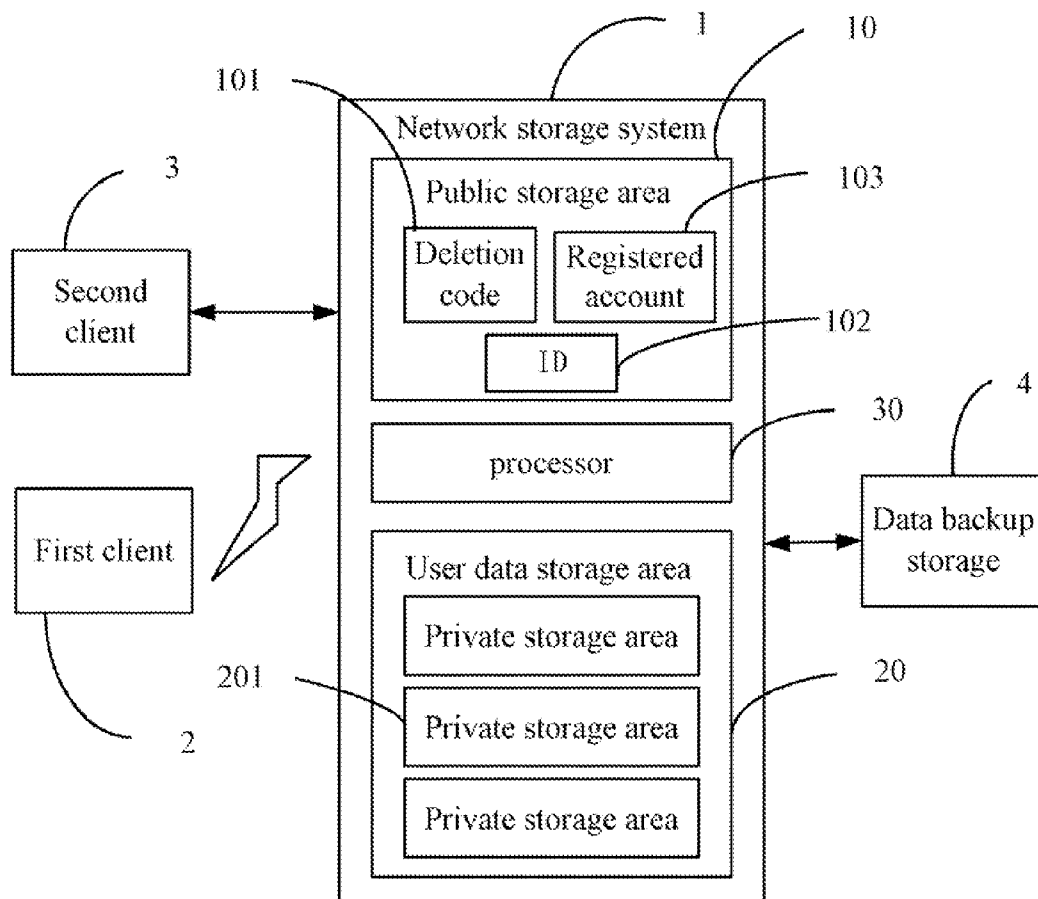 1
10
101
Network storage system
3
Public storage area
103
Deletion
code
Registered
account
Second
client
102
ID
4
30
processor
First client
Data backup
storage
User data storage area
Private storage area
201
20
Private storage area
2
Private storage area